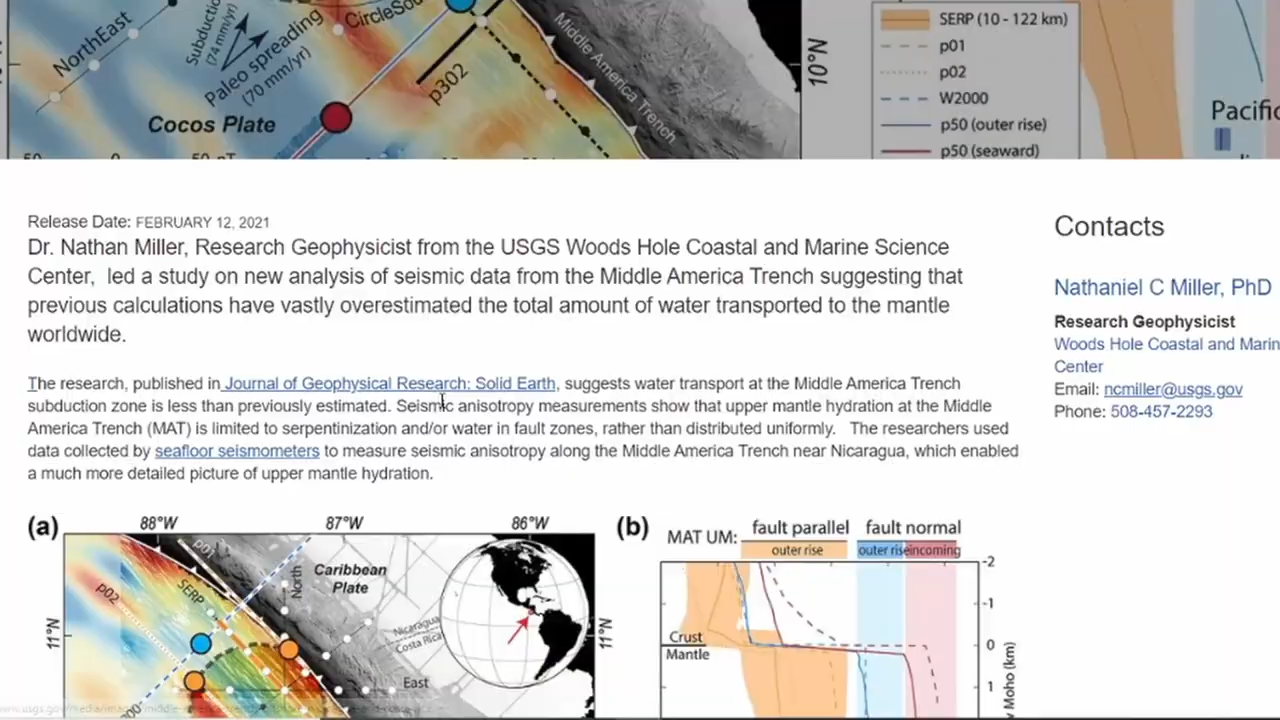 NorthEast
Subduction
(74 mm/yr)
Paleo spreading
(70 mm/yr)
Cocos Plate
p302
Middle America Trench
10°N
SERP (10 - 122 km)
p01
p02
W2000
p50 (outer rise)
p50 (seaward)
Release Date: FEBRUARY 12, 2021
Dr. Nathan Miller, Research Geophysicist from the USGS Woods Hole Coastal and Marine Science
Center, led a study on new analysis of seismic data from the Middle America Trench suggesting that
previous calculations have vastly overestimated the total amount of water transported to the mantle
worldwide.
The research, published in Journal of Geophysical Research: Solid Earth, suggests water transport at the Middle America Trench
subduction zone is less than previously estimated. Seismic anisotropy measurements show that upper mantle hydration at the Middle
America Trench (MAT) is limited to serpentinization and/or water in fault zones, rather than distributed uniformly. The researchers used
data collected by seafloor seismometers to measure seismic anisotropy along the Middle America Trench near Nicaragua, which enabled
a much more detailed picture of upper mantle hydration.
Contacts
Nathaniel C Miller, PhD
Research Geophysicist
Woods Hole Coastal and Marin
Center
Email: ncmiller@usgs.gov
Phone: 508-457-2293
(a)
88°W
87°W
86°W
11°N
p02
SERP
p01
North
Caribbean
Plate
Nicaragua
Costa Rica
East
11°N
(b)
MAT UM:
fault parallel
fault normal
outer rise
outer rise
incoming
Crust
Mantle
-2
-1
0
1
Moho (km)